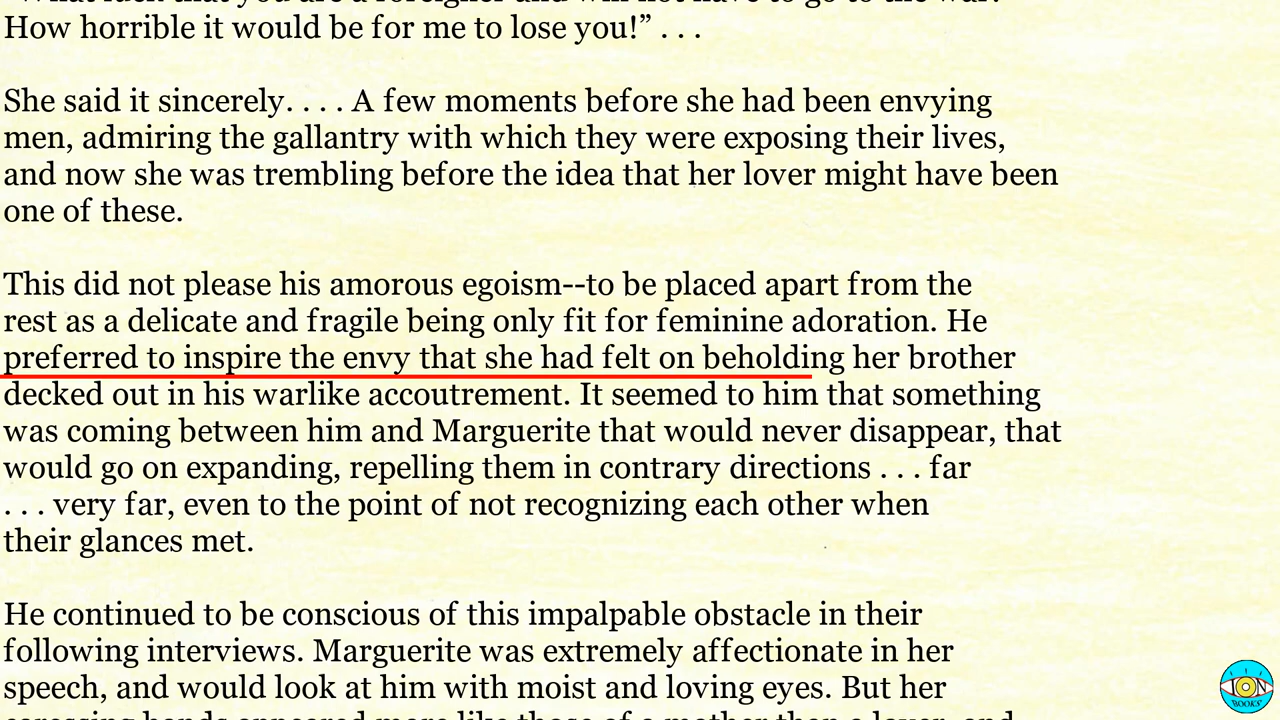 How horrible it would be for me to lose you!” . . .
She said it sincerely. . . . A few moments before she had been envying
men, admiring the gallantry with which they were exposing their lives,
and now she was trembling before the idea that her lover might have been
one of these.
This did not please his amorous egoism--to be placed apart from the
rest as a delicate and fragile being only fit for feminine adoration. He
preferred to inspire the envy that she had felt on beholding her brother
decked out in his warlike accoutrement. It seemed to him that something
was coming between him and Marguerite that would never disappear, that
would go on expanding, repelling them in contrary directions . . . far
. . . very far, even to the point of not recognizing each other when
their glances met.
He continued to be conscious of this impalpable obstacle in their
following interviews. Marguerite was extremely affectionate in her
speech, and would look at him with moist and loving eyes. But her
ION
BOOKS